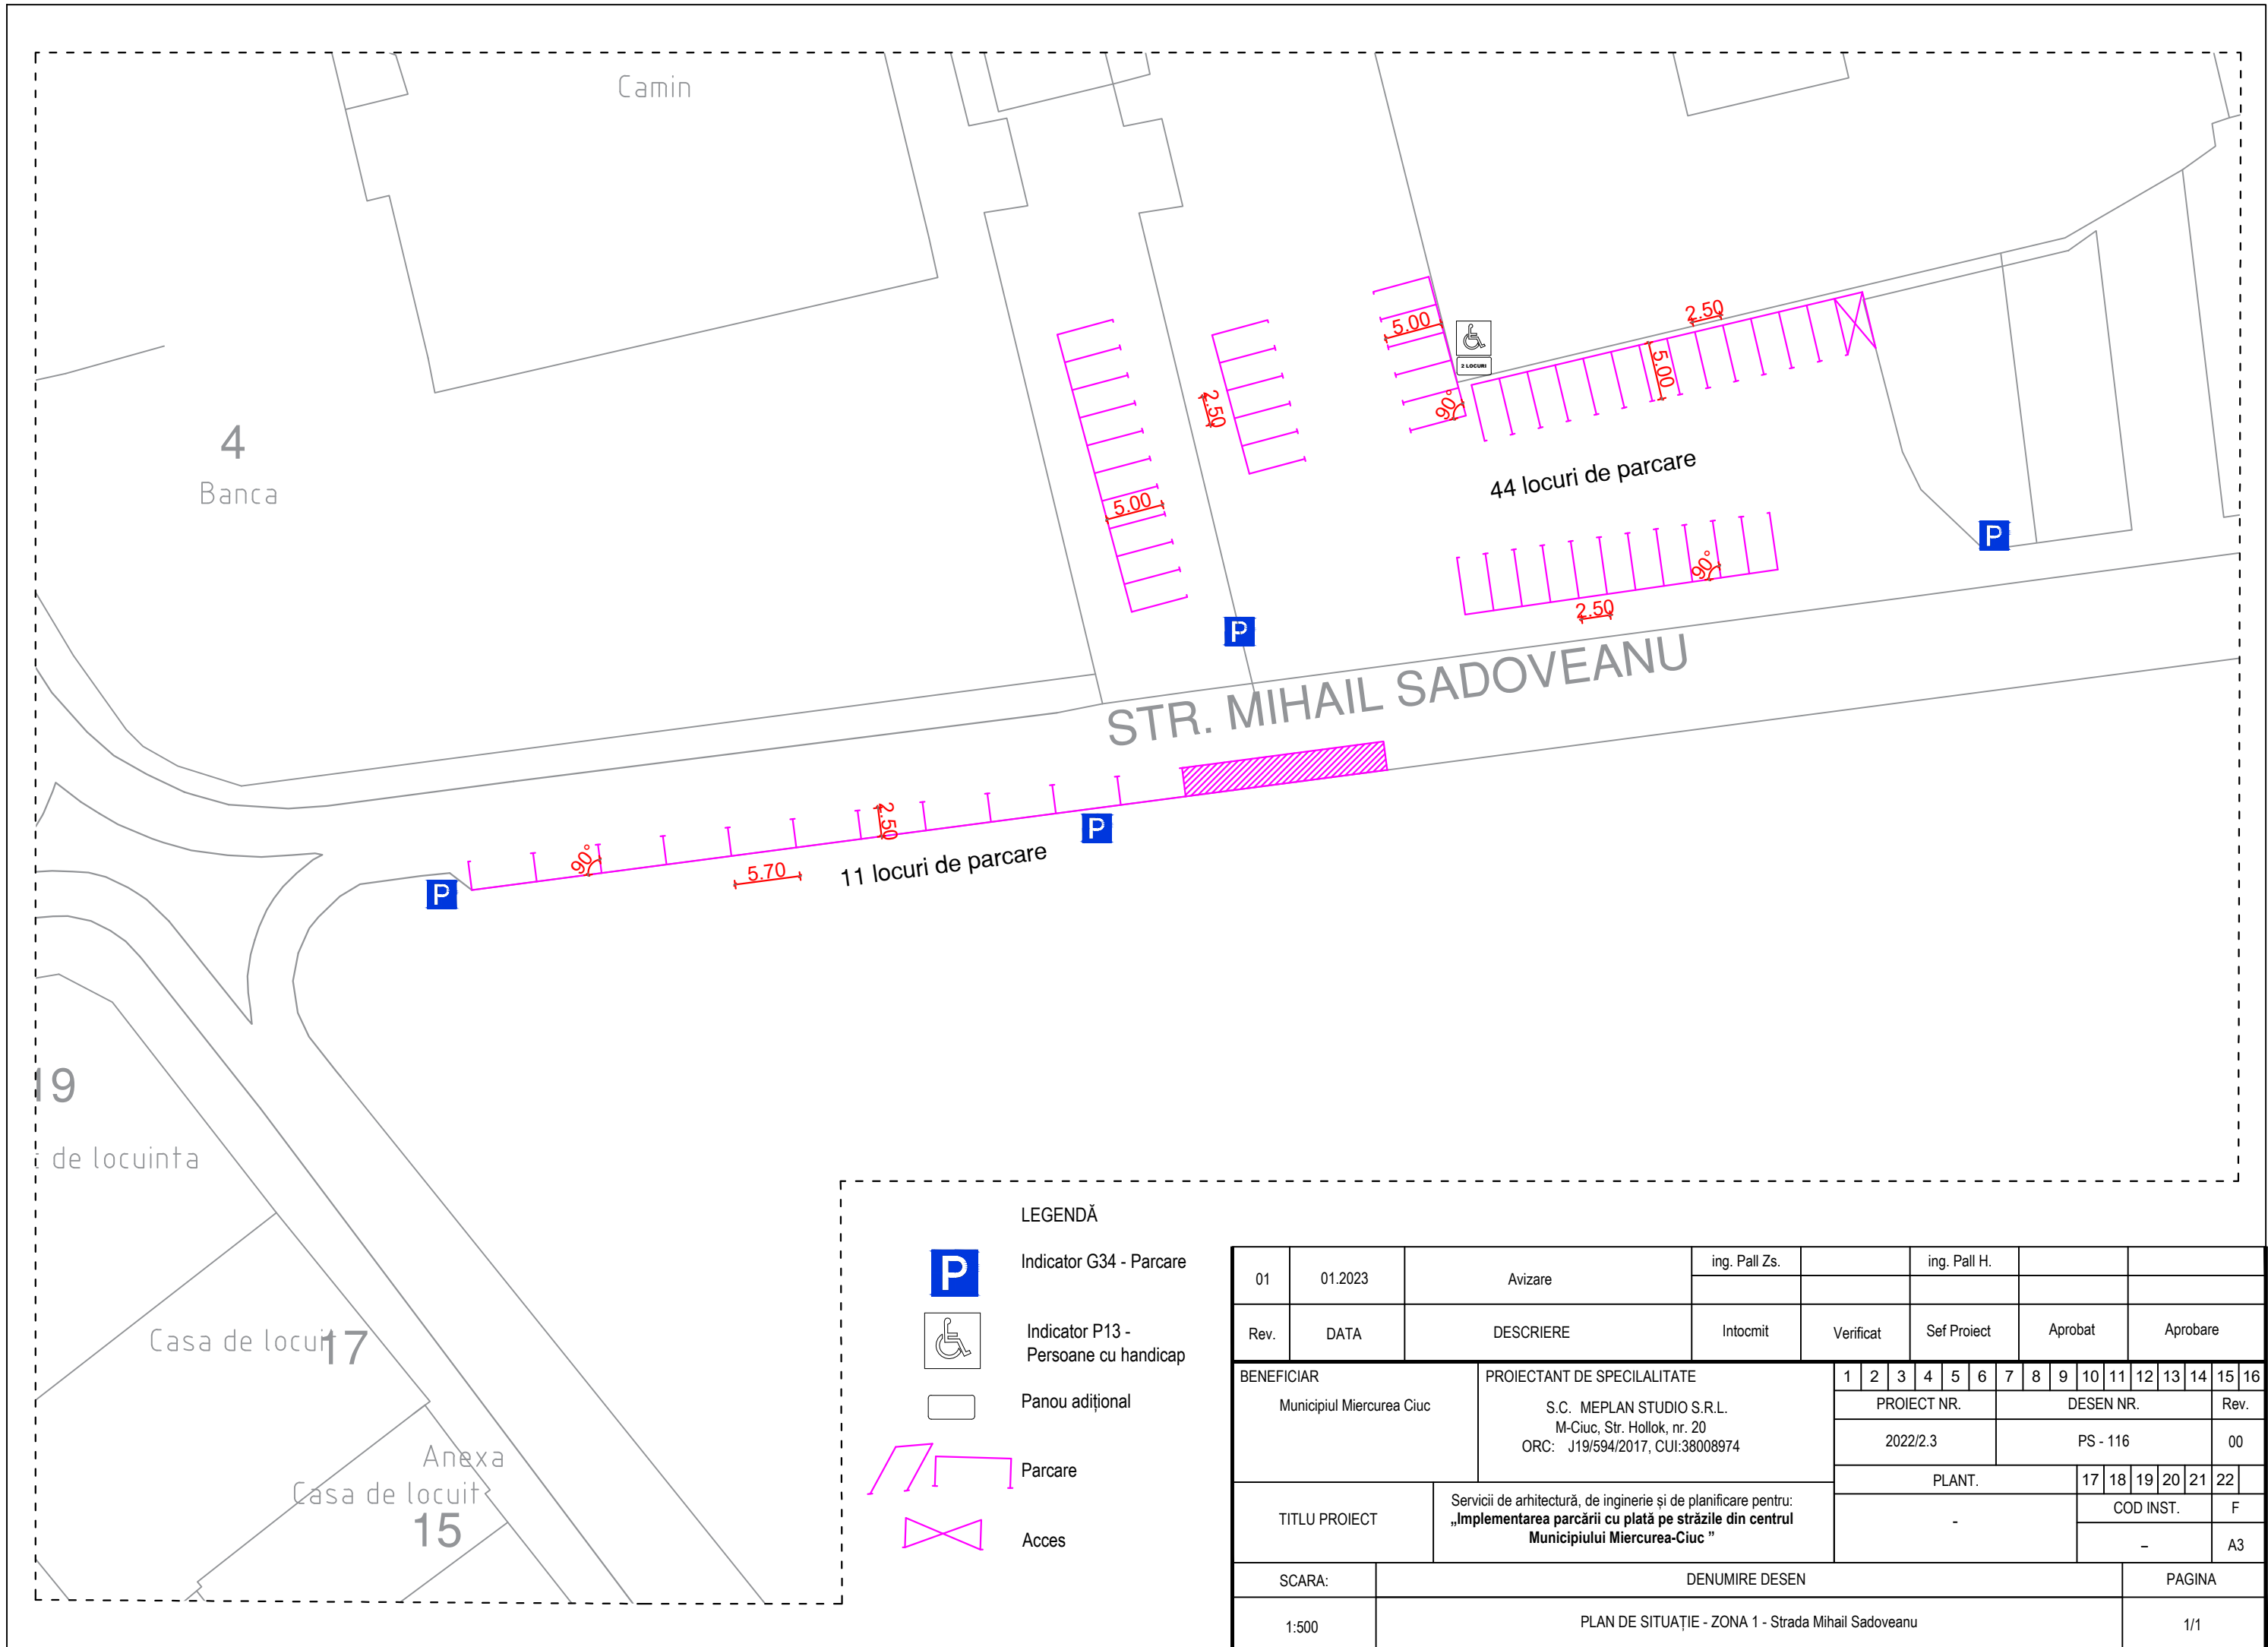 Camin
4
Banca
5.00
2 LOCURI
90°
2.50
5.00
2.50
5.00
44 locuri de parcare
90°
2.50
P
P
STR. MIHAIL SADOVEANU
2.50
90°
5.70
P
11 locuri de parcare
P
19
de locuinta
Casa de locuit
17
Anexa
Casa de locuit
15
LEGENDĂ
P
Indicator G34 - Parcare
Indicator P13 -
Persoane cu handicap
Panou adițional
Parcare
Acces
01 01.2023 Avizare ing. Pall Zs. ing. Pall H.
Rev. DATA DESCRIERE Intocmit Verificat Sef Proiect Aprobat Aprobare
BENEFICIAR
Municipiul Miercurea Ciuc
PROIECTANT DE SPECILALITATE
S.C. MEPLAN STUDIO S.R.L.
M-Ciuc, Str. Hollok, nr. 20
ORC: J19/594/2017, CUI:38008974
1 2 3 4 5 6 7 8 9 10 11 12 13 14 15 16
PROIECT NR. DESEN NR. Rev.
2022/2.3 PS - 116 00
PLANT. 17 18 19 20 21 22
COD INST. F
- – A3
TITLU PROIECT
Servicii de arhitectură, de inginerie și de planificare pentru:
„Implementarea parcării cu plată pe străzile din centrul
Municipiului Miercurea-Ciuc ”
SCARA: DENUMIRE DESEN PAGINA
1:500 PLAN DE SITUAȚIE - ZONA 1 - Strada Mihail Sadoveanu 1/1